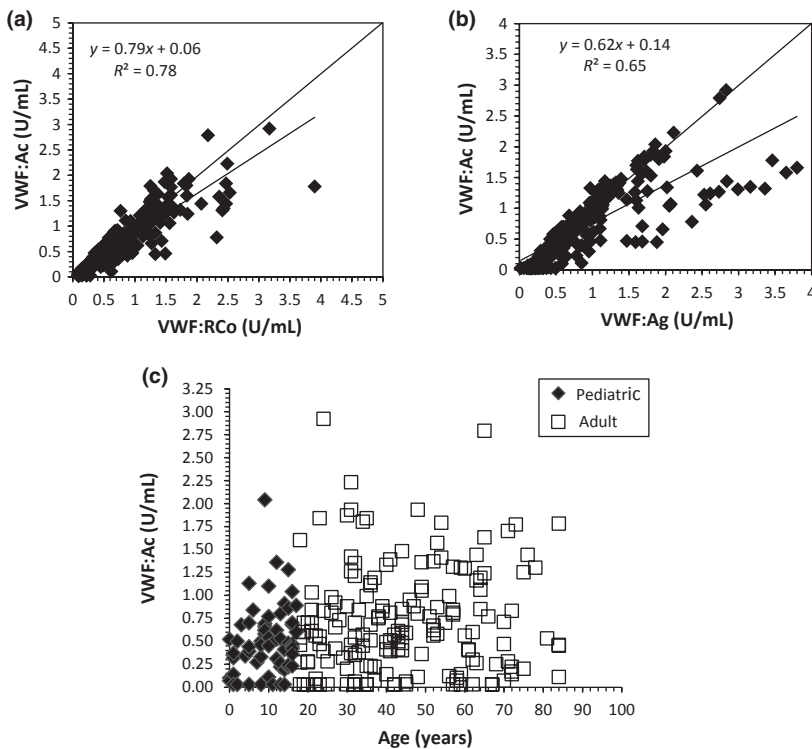 (a)
y = 0.79x + 0.06
R² = 0.78
VWF:Ac (U/mL)
5
4.5
4
3.5
3
2.5
2
1.5
1
0.5
0
0 0.5 1 1.5 2 2.5 3 3.5 4 4.5 5
VWF:RCo (U/mL)
(b)
y = 0.62x + 0.14
R² = 0.65
VWF:Ac (U/mL)
4
3.5
3
2.5
2
1.5
1
0.5
0
0 0.5 1 1.5 2 2.5 3 3.5 4
VWF:Ag (U/mL)
(c)
Pediatric
Adult
VWF:Ac (U/mL)
3.25
3.00
2.75
2.50
2.25
2.00
1.75
1.50
1.25
1.00
0.75
0.50
0.25
0.00
0 10 20 30 40 50 60 70 80 90 100
Age (years)